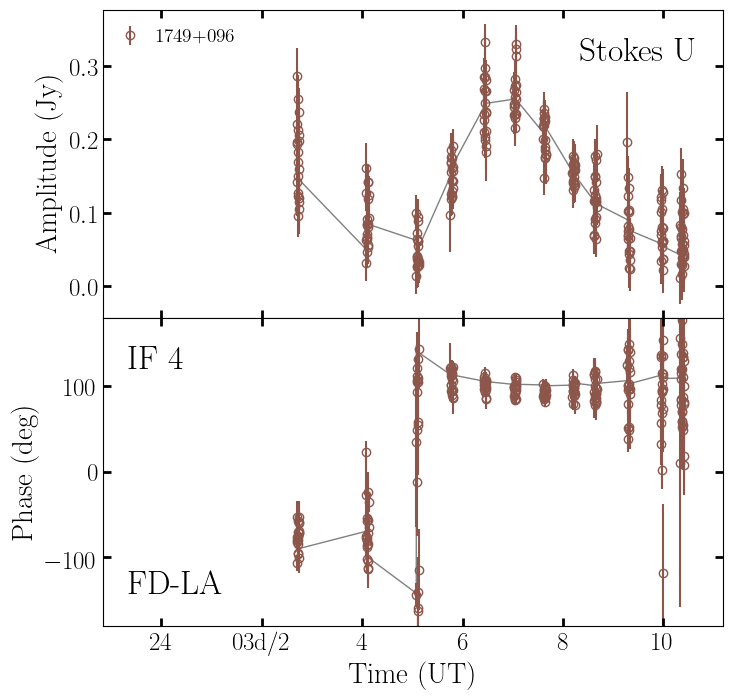 1749+096
Stokes U
0.3
0.2
0.1
0.0
Amplitude (Jy)
IF 4
100
0
−100
Phase (deg)
FD-LA
24 03d/2 4 6 8 10
Time (UT)